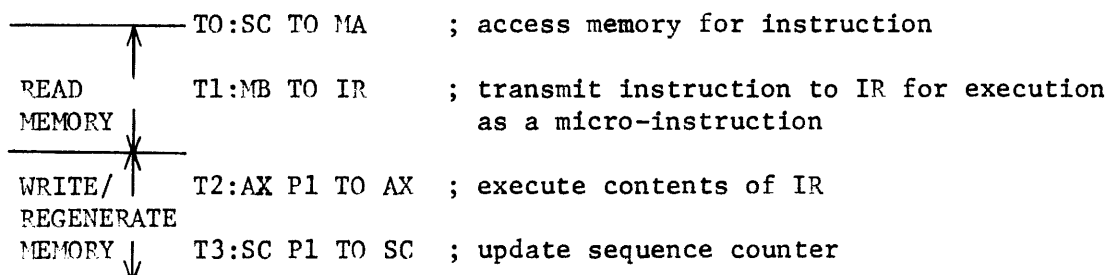 T0:SC TO MA ; access memory for instruction
READ T1:MB TO IR ; transmit instruction to IR for execution
MEMORY as a micro-instruction
WRITE/ T2:AX P1 TO AX ; execute contents of IR
REGENERATE
MEMORY T3:SC P1 TO SC ; update sequence counter